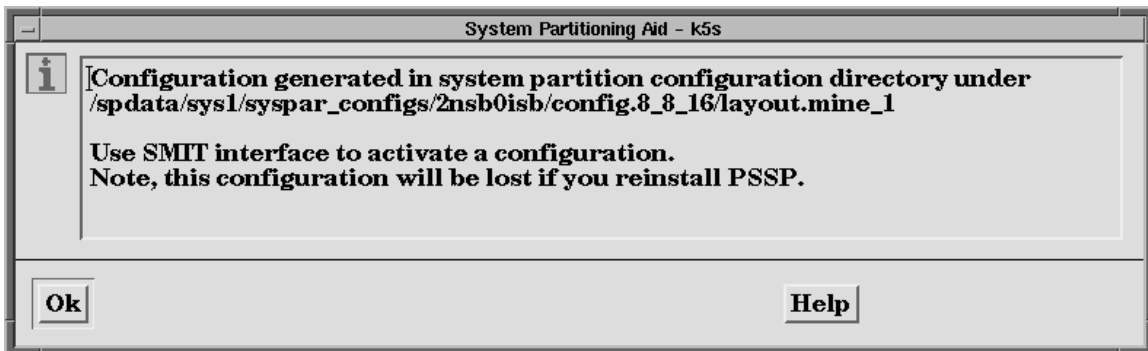 System Partitioning Aid - k5s
Configuration generated in system partition configuration directory under
/spdata/sys1/syspar_configs/2nsb0isb/config.8_8_16/layout.mine_1
Use SMIT interface to activate a configuration.
Note, this configuration will be lost if you reinstall PSSP.
Ok
Help